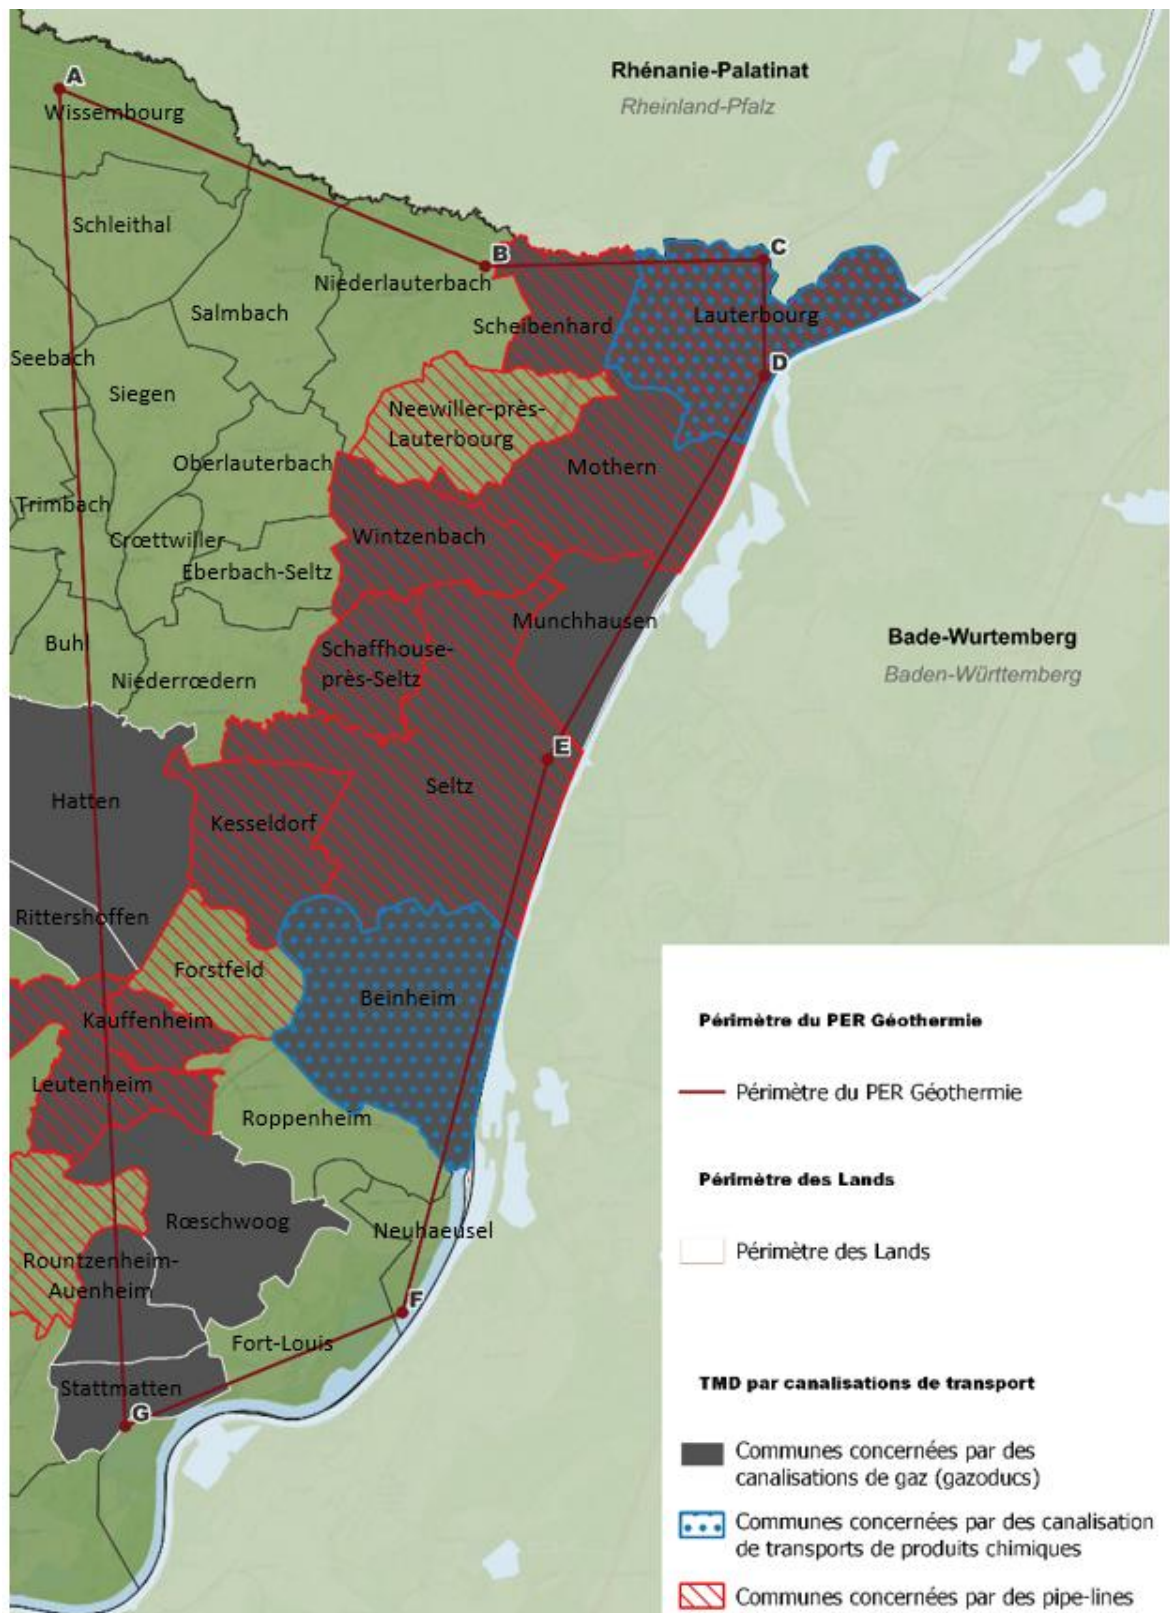 Rhénanie-Palatinat
Rheinland-Pfalz
A
Wissembourg
Schleithal
B
C
Niederlauterbach
Salmbach
Scheibenhard
Lauterbourg
Seebach
D
Siegen
Neewiller-près-
Lauterbourg
Oberlauterbach
Mothern
Trimbach
Crœttwiller
Wintzenbach
Eberbach-Seltz
Munchhausen
Buhl
Schaffhouse-
près-Seltz
Bade-Wurtemberg
Baden-Württemberg
Niederrœdern
E
Seltz
Hatten
Kesseldorf
Rittershoffen
Forstfeld
Beinheim
Kauffenheim
Leutenheim
Roppenheim
Rœschwoog
Neuhaeusel
Rountzenheim-
Auenheim
F
Fort-Louis
Stattmatten
G
Périmètre du PER Géothermie
Périmètre du PER Géothermie
Périmètre des Lands
Périmètre des Lands
TMD par canalisations de transport
Communes concernées par des
canalisations de gaz (gazoducs)
Communes concernées par des canalisation
de transports de produits chimiques
Communes concernées par des pipe-lines